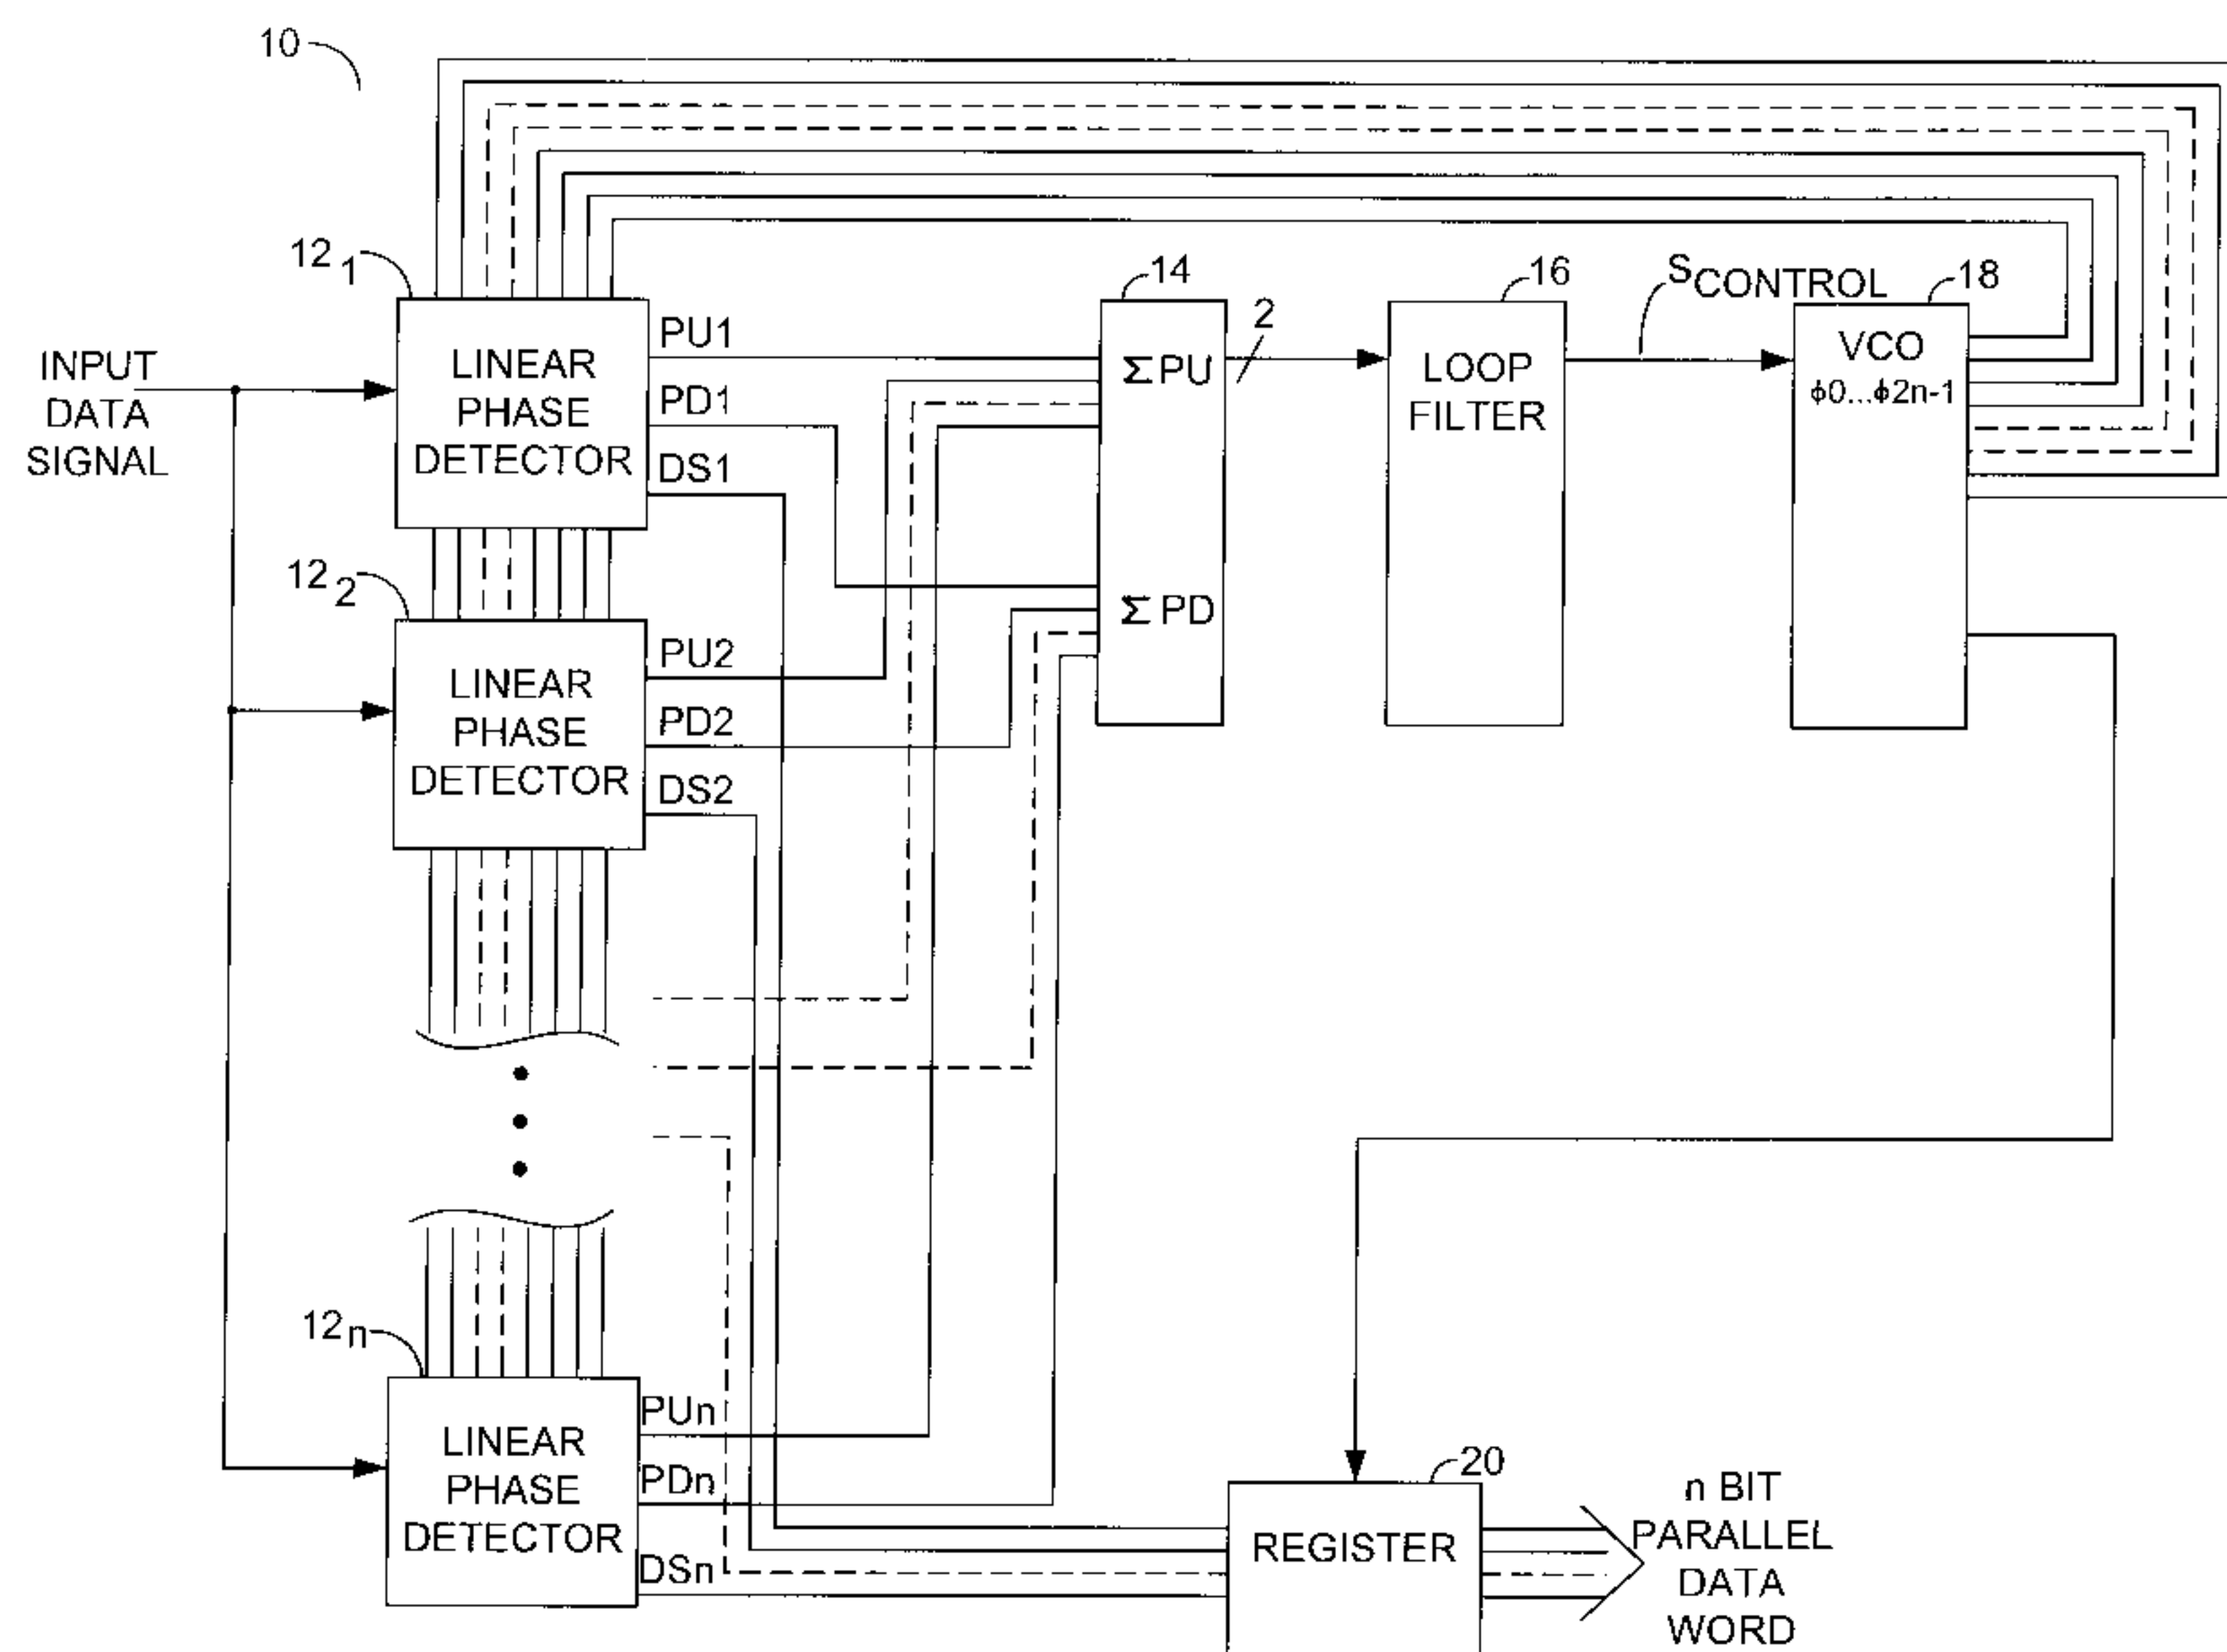 10
12 1
INPUT
DATA
SIGNAL
LINEAR
PHASE
DETECTOR
PU1
PD1
DS1
14
ΣPU
ΣPD
2
16
LOOP
FILTER
SCONTROL
18
VCO
ϕ0...ϕ2n-1
12 2
LINEAR
PHASE
DETECTOR
PU2
PD2
DS2
12 n
LINEAR
PHASE
DETECTOR
PUn
PDn
DSn
20
REGISTER
n BIT
PARALLEL
DATA
WORD